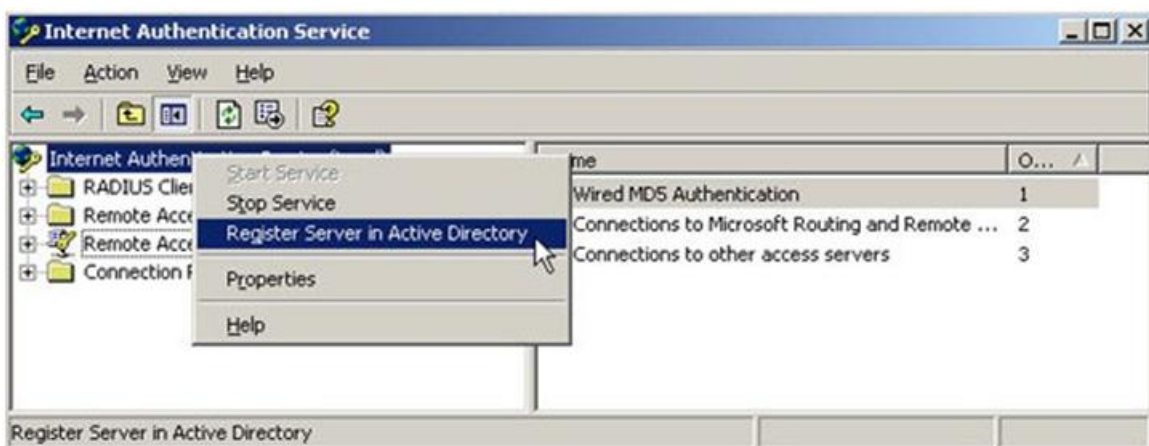 Internet Authentication Service
File Action View Help
Internet Authen
RADIUS Clie
Remote Acce
Remote Acce
Connection
Start Service
Stop Service
Register Server in Active Directory
Properties
Help
me O...
Wired MD5 Authentication 1
Connections to Microsoft Routing and Remote ... 2
Connections to other access servers 3
Register Server in Active Directory